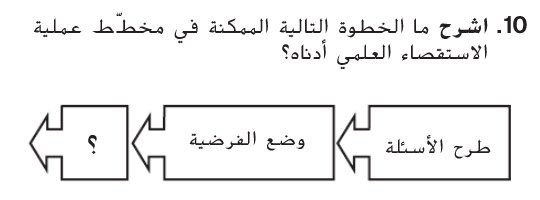 10. اشرح ما الخطوة التالية الممكنة في مخطّط عملية
الاستقصاء العلمي أدناه؟
طرح الأسئلة
وضع الفرضية
؟